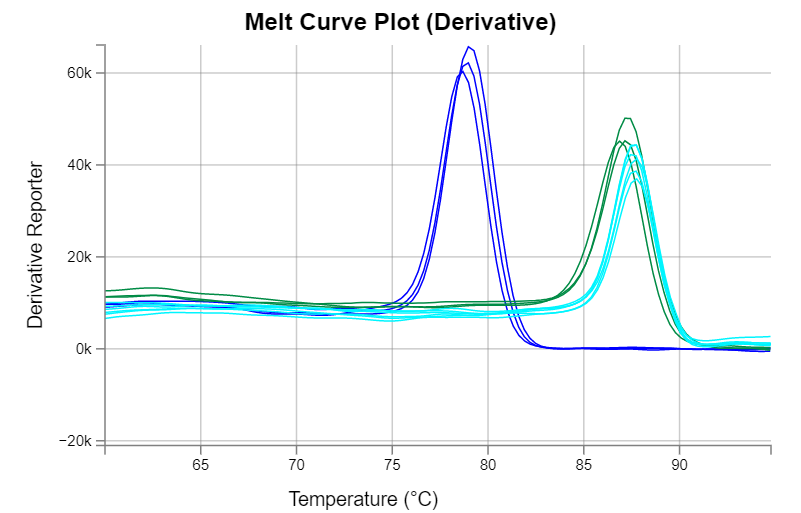 Melt Curve Plot (Derivative)
60k
40k
20k
0k
−20k
Derivative Reporter
65
70
75
80
85
90
Temperature (°C)